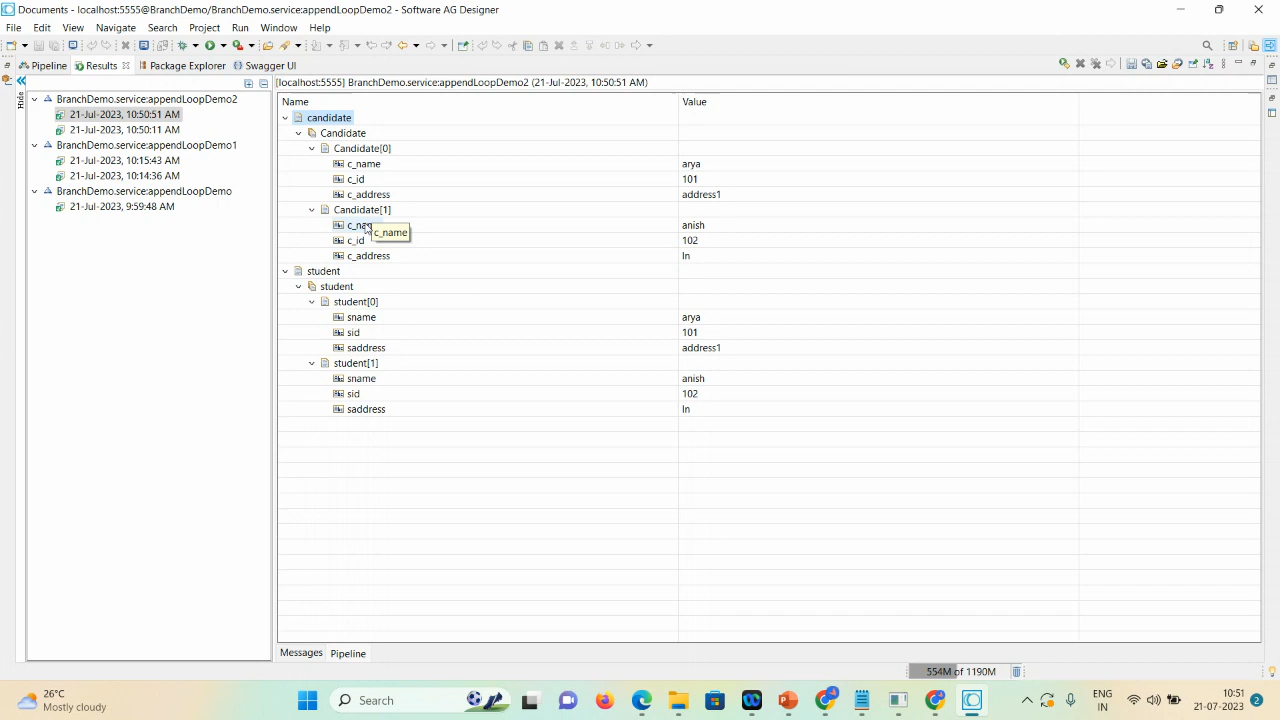 Documents - localhost:5555@BranchDemo/BranchDemo.service:appendLoopDemo2 - Software AG Designer
File Edit View Navigate Search Project Run Window Help
Pipeline Results Package Explorer Swagger UI
Hide
BranchDemo.service:appendLoopDemo2
21-Jul-2023, 10:50:51 AM
21-Jul-2023, 10:50:11 AM
BranchDemo.service:appendLoopDemo1
21-Jul-2023, 10:15:43 AM
21-Jul-2023, 10:14:36 AM
BranchDemo.service:appendLoopDemo
21-Jul-2023, 9:59:48 AM
[localhost:5555] BranchDemo.service:appendLoopDemo2 (21-Jul-2023, 10:50:51 AM)
Name Value
candidate
Candidate
Candidate[0]
c_name arya
c_id 101
c_address address1
Candidate[1]
c_name anish
c_name
c_id 102
c_address In
student
student
student[0]
sname arya
sid 101
saddress address1
student[1]
sname anish
sid 102
saddress In
Messages Pipeline
554M of 1190M
26°C
Mostly cloudy
Search
ENG
IN
10:51
21-07-2023
2